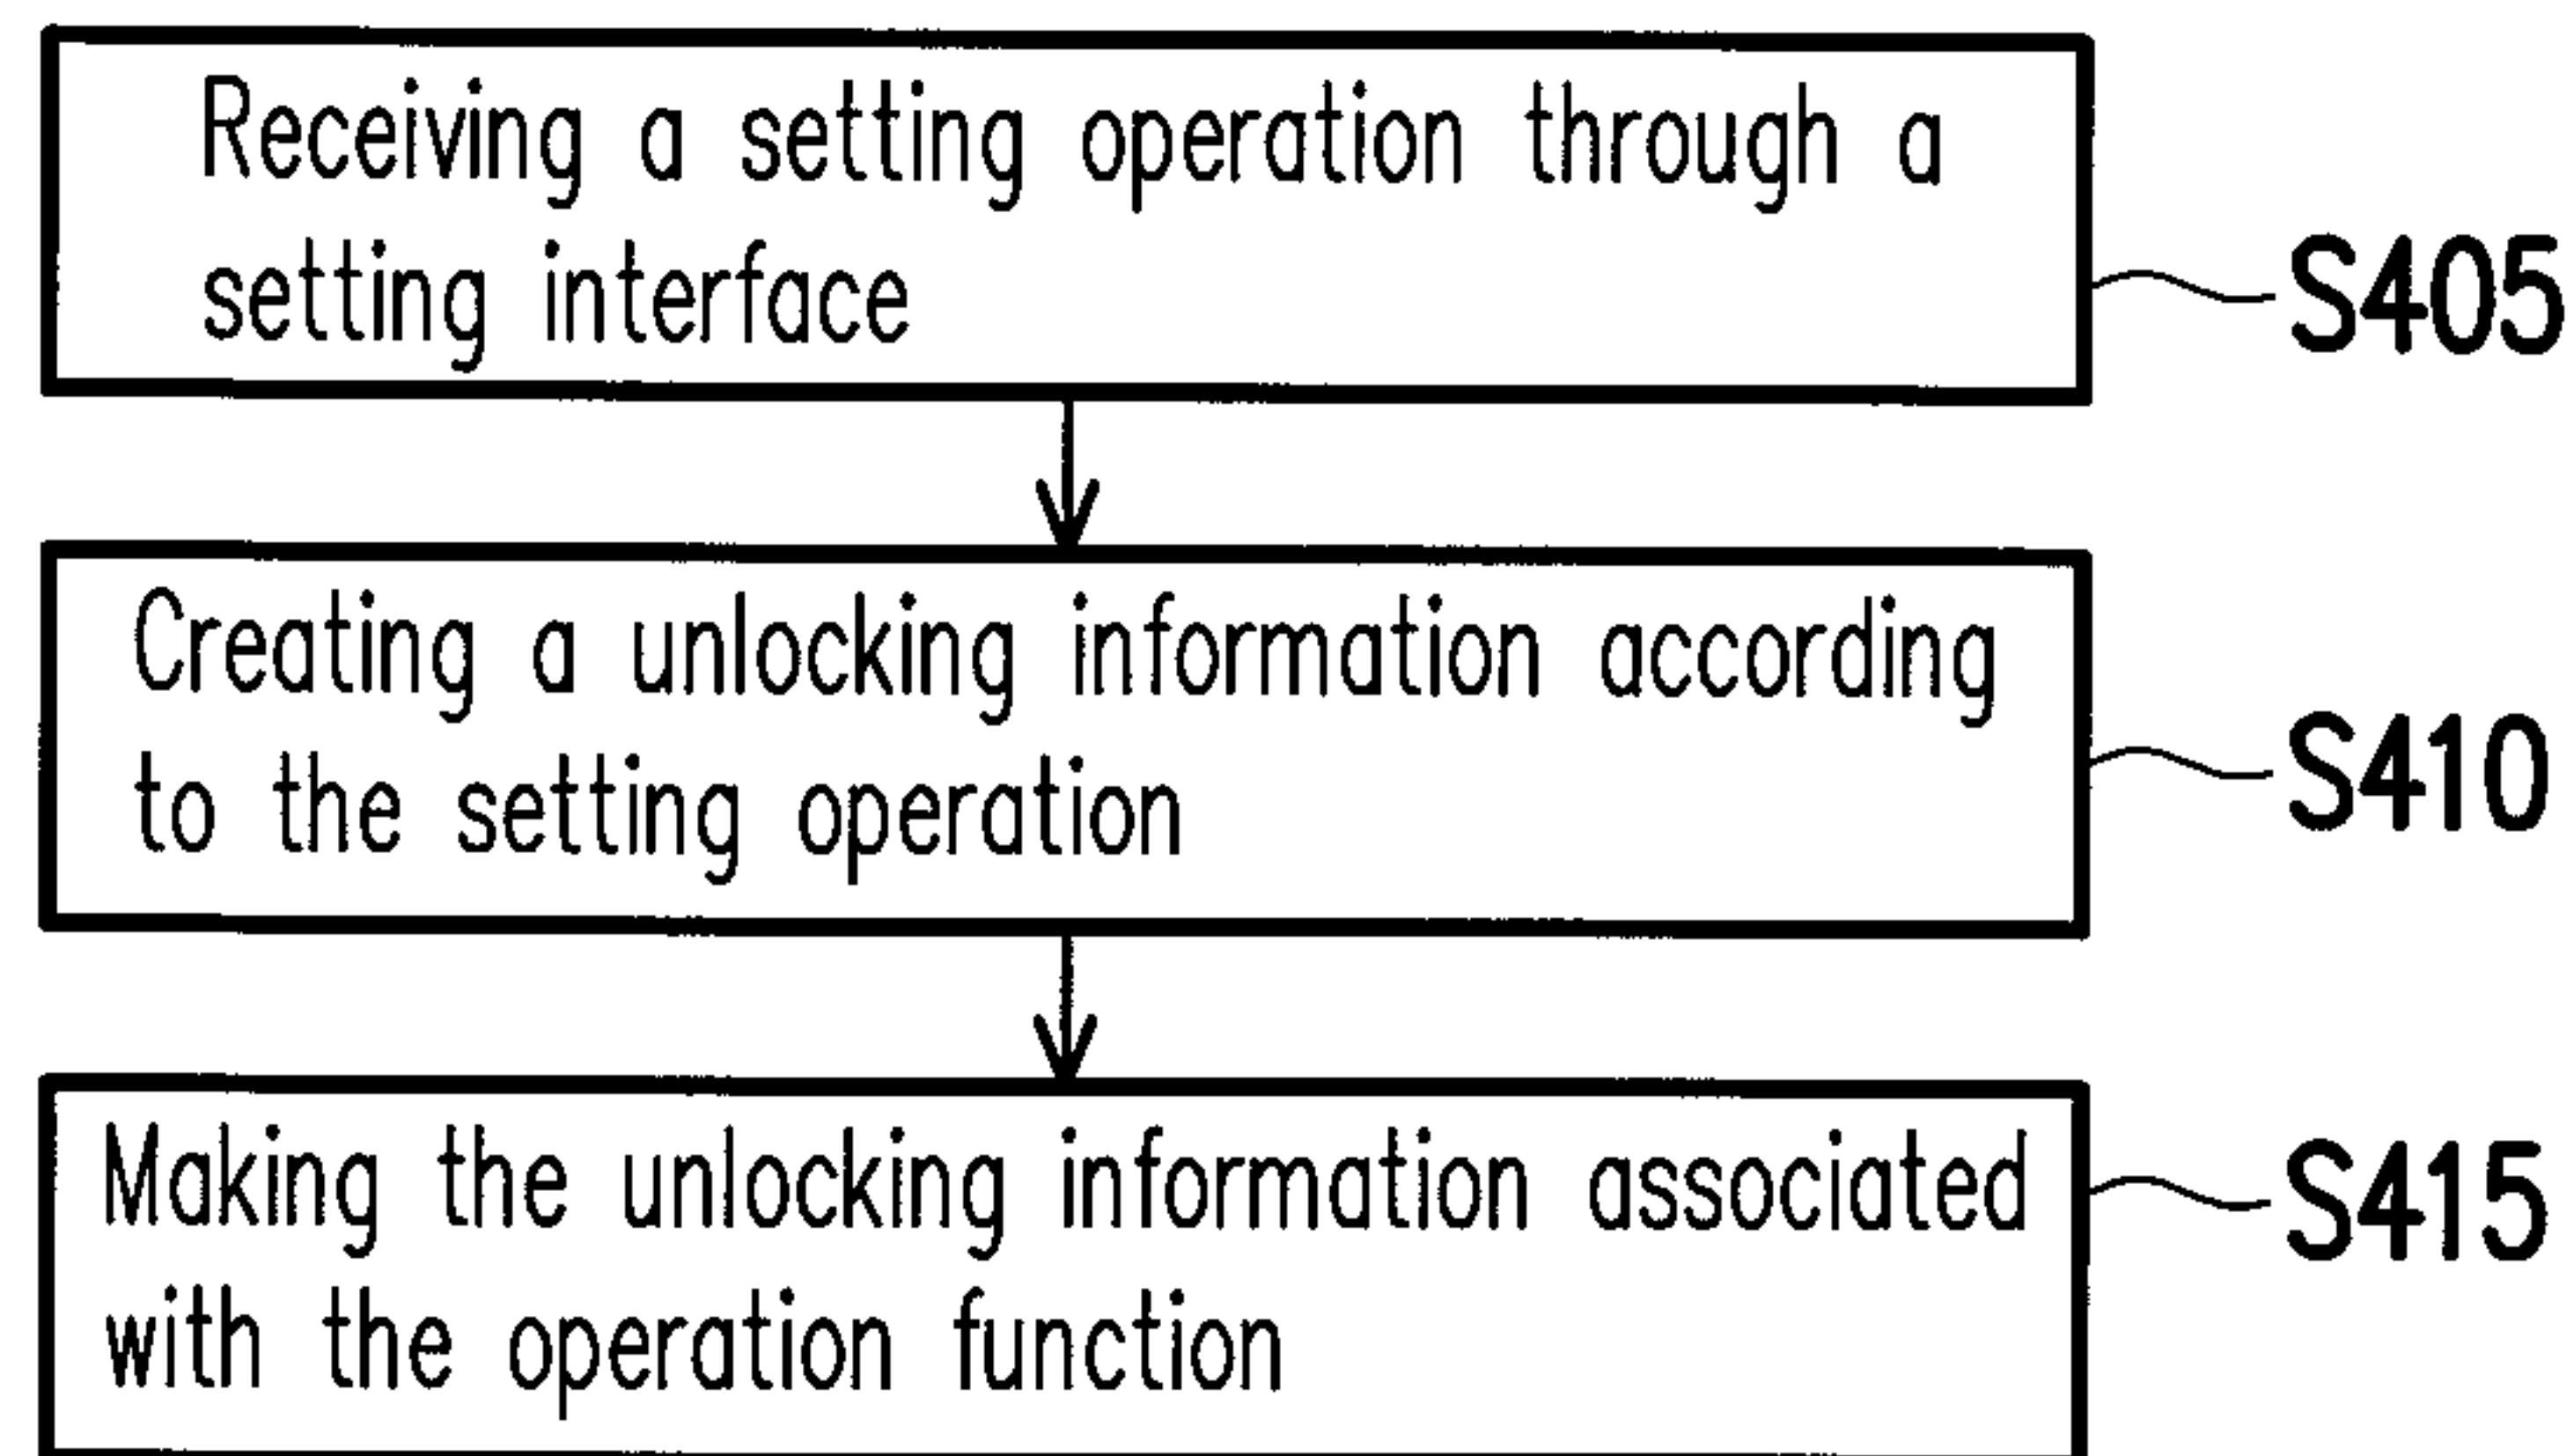 Receiving a setting operation through a
setting interface
S405
Creating a unlocking information according
to the setting operation
S410
Making the unlocking information associated
with the operation function
S415